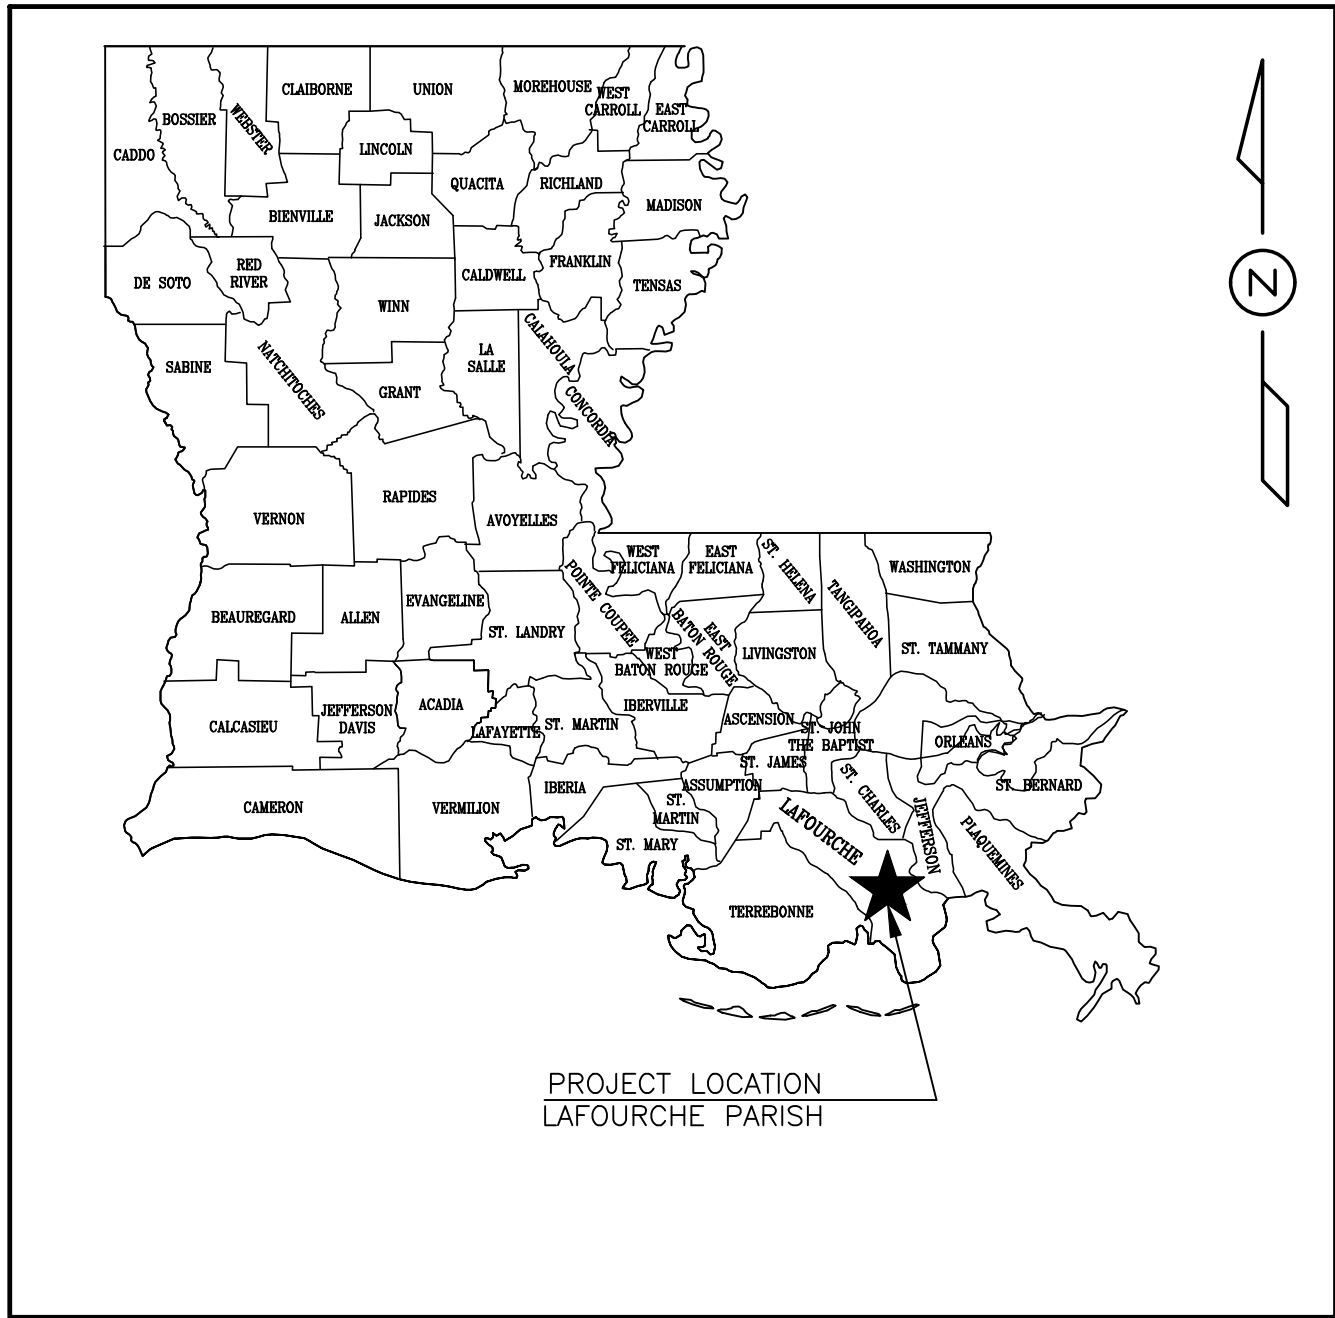 CLAIBORNE
UNION
MOREHOUSE
WEST
CARROLL
EAST
CARROLL
BOSSIER
WEBSTER
CADDO
LINCOLN
QUACITA
RICHLAND
MADISON
BIENVILLE
JACKSON
DE SOTO
RED
RIVER
CALDWELL
FRANKLIN
TENSAS
WINN
SABINE
NATCHITOCHES
GRANT
LA
SALLE
CALAHOULA
CONCORDIA
VERNON
RAPIDES
AVOYELLES
WEST
FELICIANA
EAST
FELICIANA
ST. HELENA
TANGIPAHOA
WASHINGTON
POINTE COUPEE
BEAUREGARD
ALLEN
EVANGELINE
ST. LANDRY
WEST
BATON ROUGE
EAST
BATON ROUGE
LIVINGSTON
ST. TAMMANY
CALCASIEU
JEFFERSON
DAVIS
ACADIA
LAFAYETTE
ST. MARTIN
IBERVILLE
ASCENSION
ST. JOHN
THE BAPTIST
ORLEANS
ST. JAMES
ST. BERNARD
CAMERON
VERMILION
IBERIA
ASSUMPTION
ST.
MARTIN
ST. MARY
LAFOURCHE
ST. CHARLES
JEFFERSON
PLAQUEMINES
TERREBONNE
N
PROJECT LOCATION
LAFOURCHE PARISH